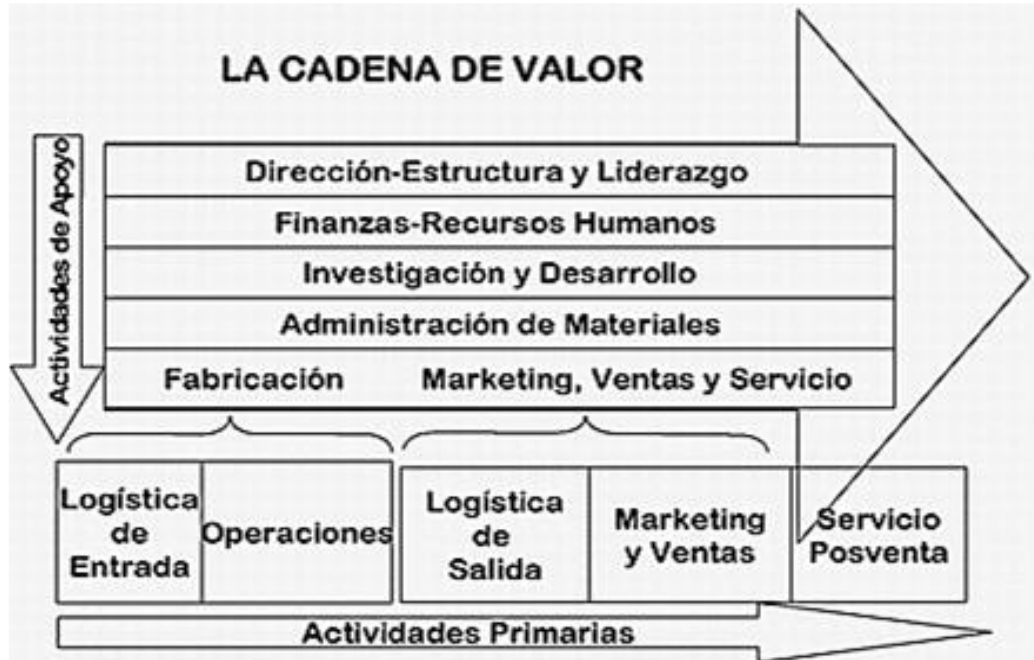 LA CADENA DE VALOR
Actividades de Apoyo
Dirección-Estructura y Liderazgo
Finanzas-Recursos Humanos
Investigación y Desarrollo
Administración de Materiales
Fabricación
Marketing, Ventas y Servicio
Logística
de
Entrada
Operaciones
Logística
de
Salida
Marketing
y Ventas
Servicio
Posventa
Actividades Primarias